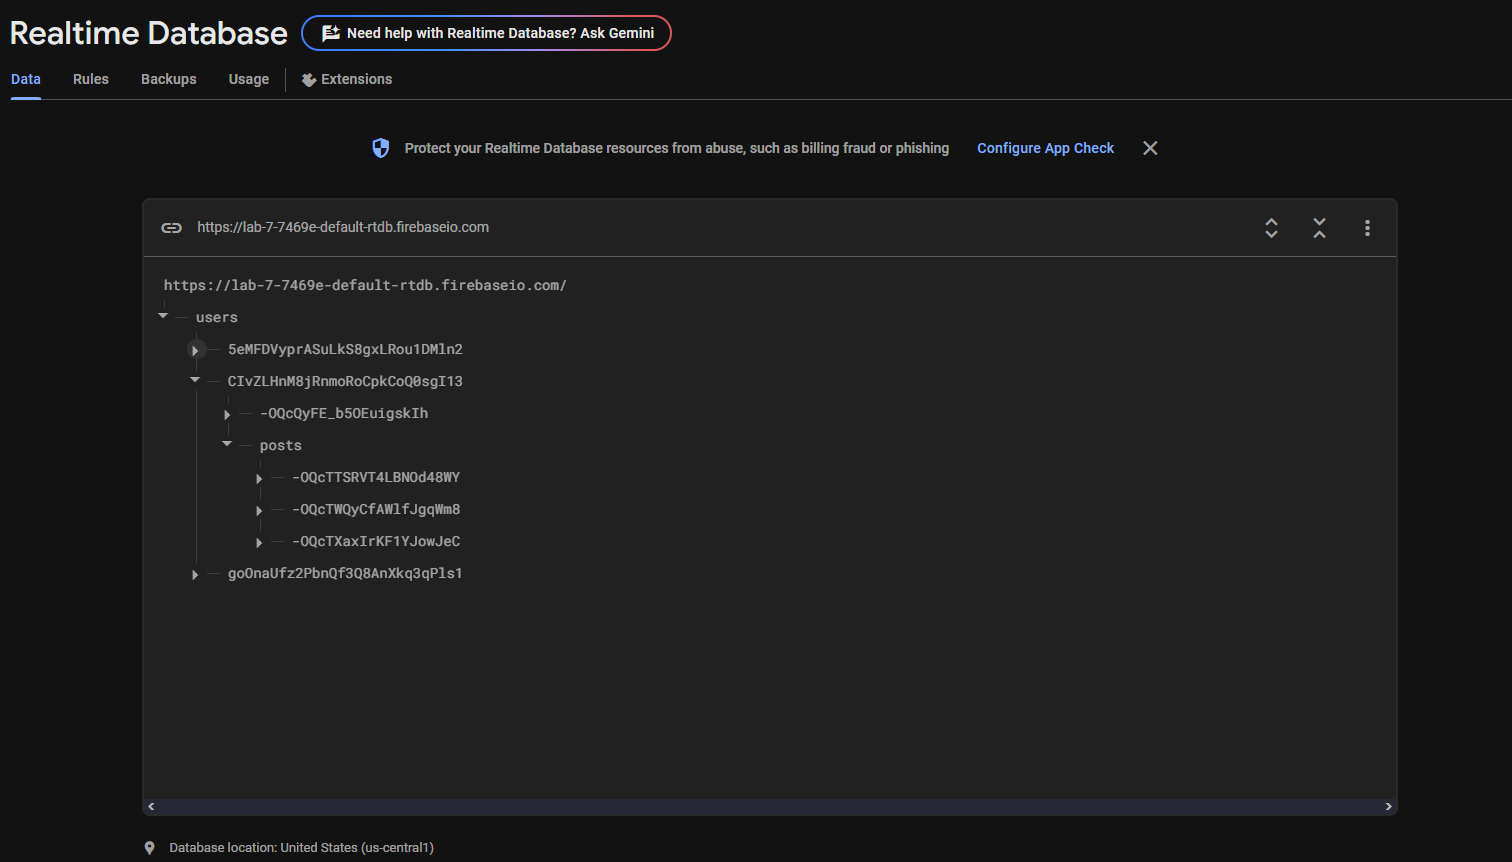 Realtime Database
Need help with Realtime Database? Ask Gemini
Data Rules Backups Usage Extensions
Protect your Realtime Database resources from abuse, such as billing fraud or phishing Configure App Check
https://lab-7-7469e-default-rtdb.firebaseio.com
https://lab-7-7469e-default-rtdb.firebaseio.com/
users
5eMFDVyprASuLkS8gxLRou1DMln2
CIvZLHnM8jRnmoRoCpkCoQ0sgI13
-OQcQyFE_b5OEuigskIh
posts
-OQcTTSRVT4LBNOd48WY
-OQcTWQyCfAWlfJgqWm8
-OQcTXaxIrKF1YJowJeC
goOnaUfz2PbnQf3Q8AnXkq3qPls1
Database location: United States (us-central1)